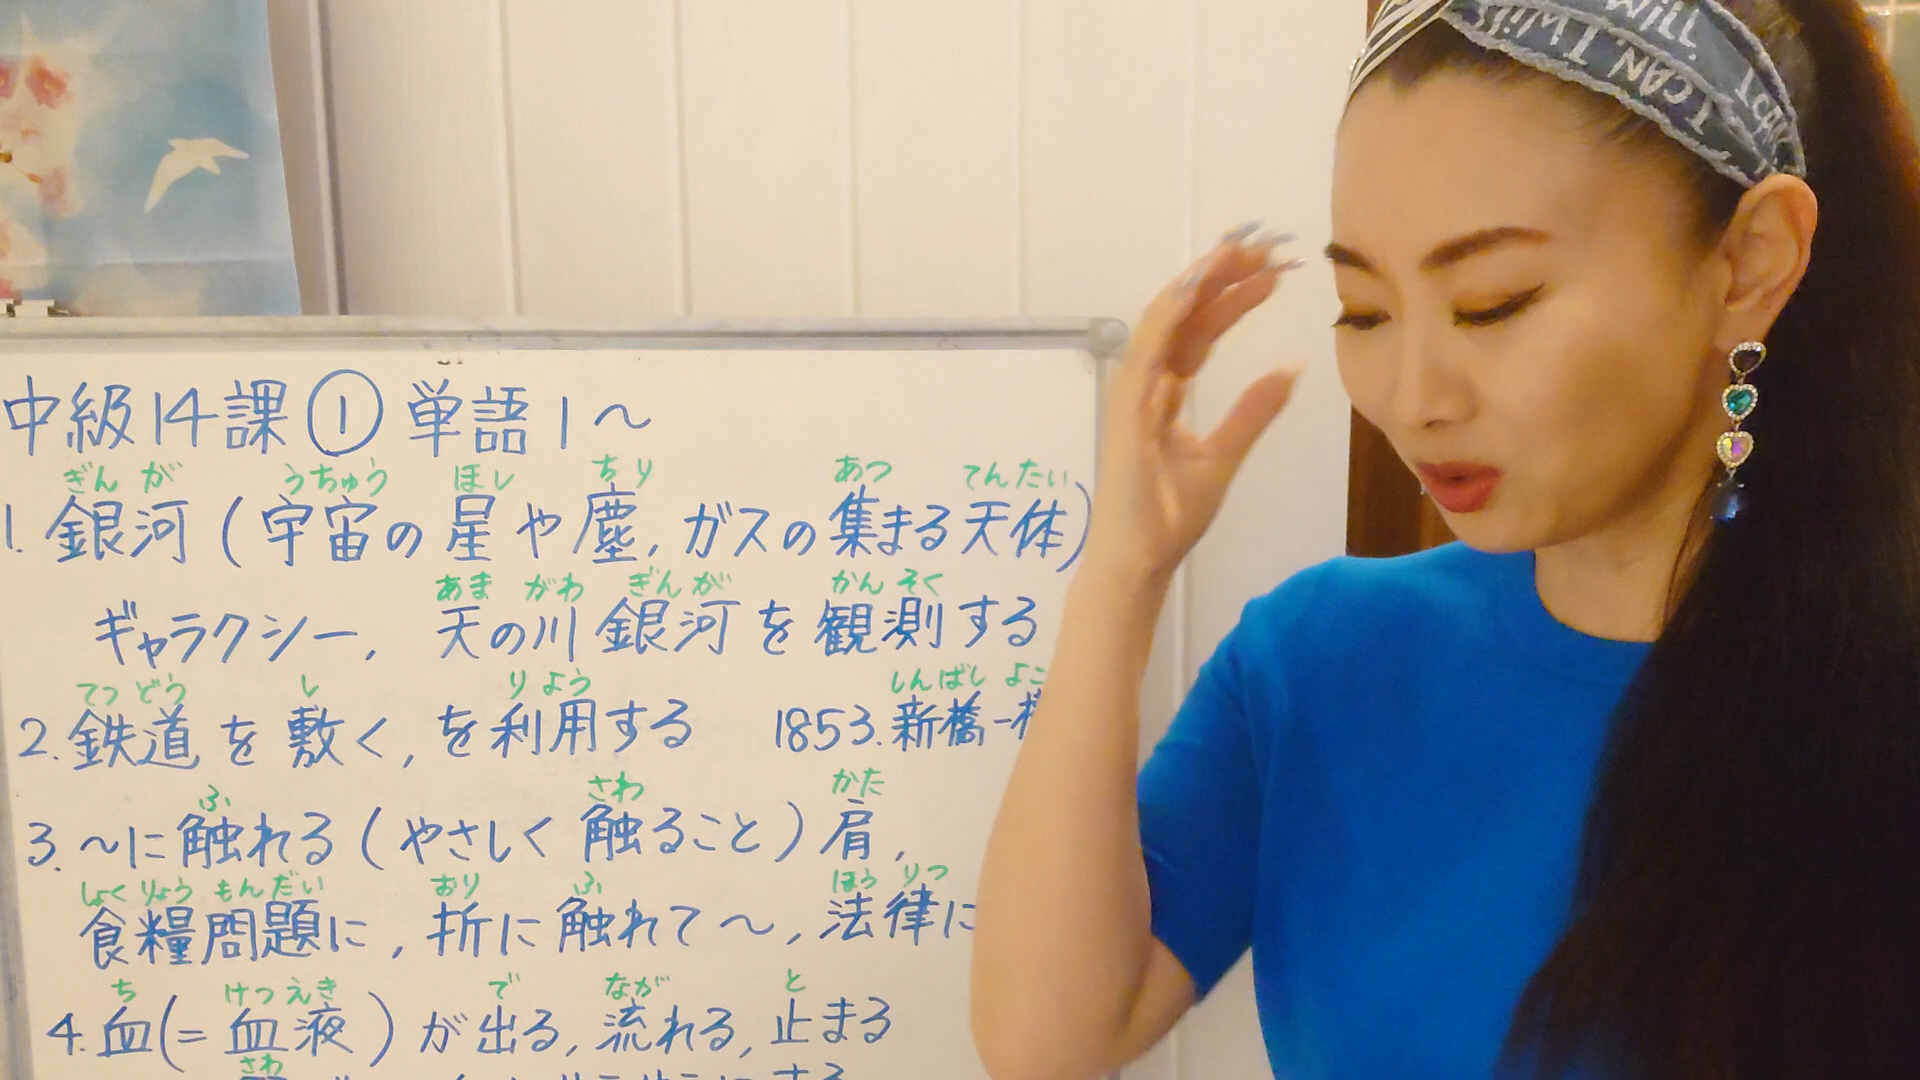 中級14課①単語1～
ぎん が うちゅう ほし ちり あつ てんたい
1.銀河(宇宙の星や塵,ガスの集まる天体)
あま がわ ぎん が かんそく
ギャラクシー, 天の川銀河を観測する
てつどう し りよう しんばし よこ
2.鉄道を敷く,を利用する 1853.新橋-横
ふ さわ かた
3.～に触れる(やさしく触ること)肩,
しょくりょう もんだい おり ふ ほう りつ
食糧問題に,折に触れて～,法律に
ち けつえき で なが と
4.血(=血液)が出る,流れる,止まる
さわ
I CAN. I Will
Will